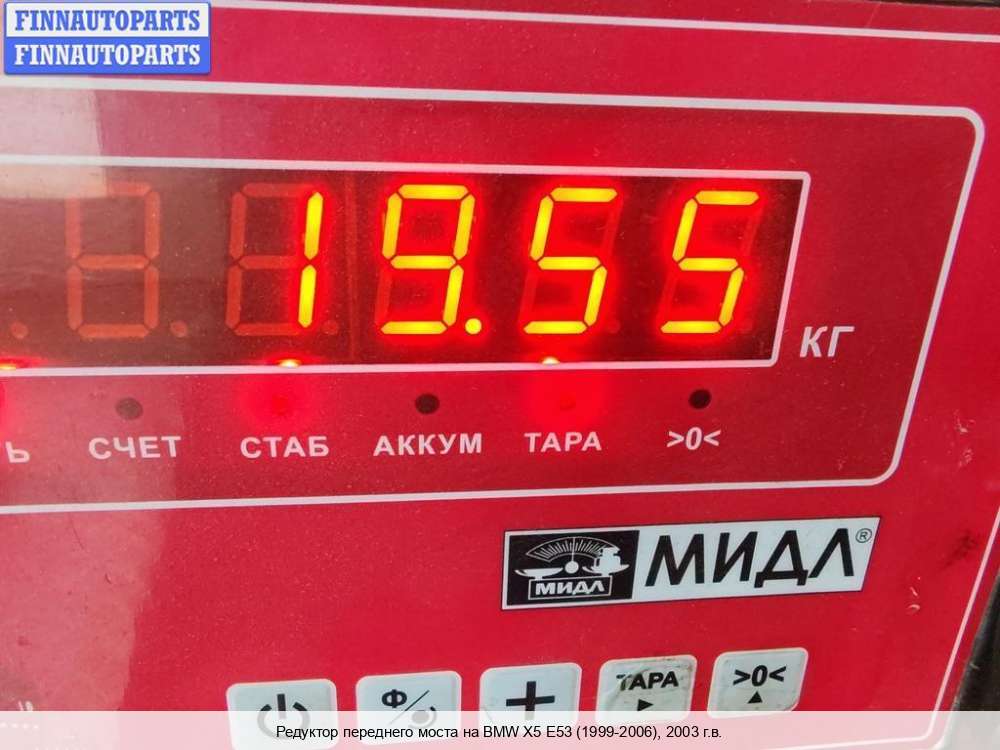 FINNAUTOPARTS
FINNAUTOPARTS
19.55
КГ
Ь СЧЕТ СТАБ АККУМ ТАРА >0<
МИДЛ МИДЛ®
Ф + ТАРА >0<
Редуктор переднего моста на BMW X5 E53 (1999-2006), 2003 г.в.